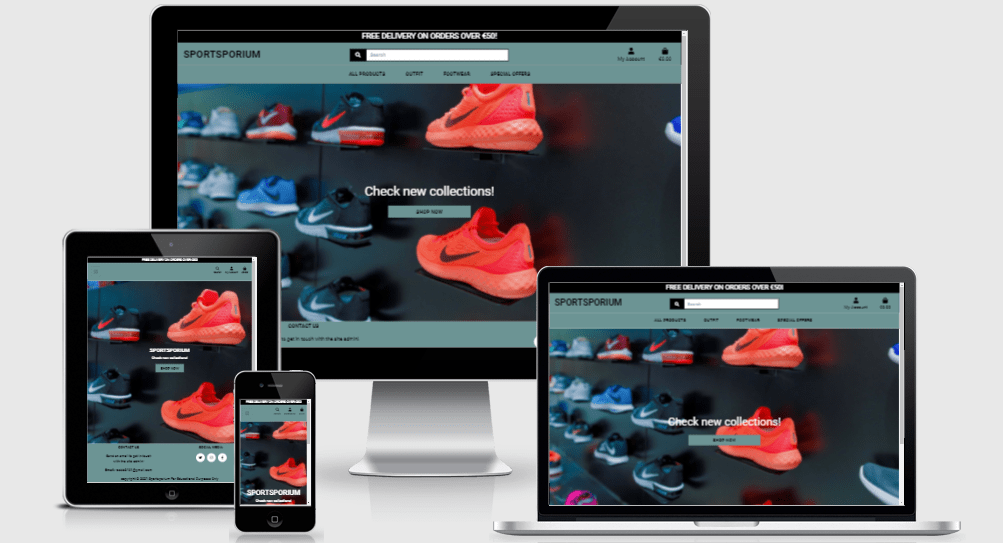 FREE DELIVERY ON ORDERS OVER €50!
SPORTSPORIUM
Search
My Account
€0.00
ALL PRODUCTS OUTFIT FOOTWEAR SPECIAL OFFERS
Check new collections!
SHOP NOW
CONTACT US
to get in touch with the site admin
FREE DELIVERY ON ORDERS OVER €50!
SPORTSPORIUM
Check new collections!
SHOP NOW
CONTACT US
SOCIAL MEDIA
FREE DELIVERY ON ORDERS OVER €50!
SPORTSPORIUM
Check new collections!
FREE DELIVERY ON ORDERS OVER €50!
SPORTSPORIUM
Search
My Account
€0.00
ALL PRODUCTS OUTFIT FOOTWEAR SPECIAL OFFERS
Check new collections!
SHOP NOW